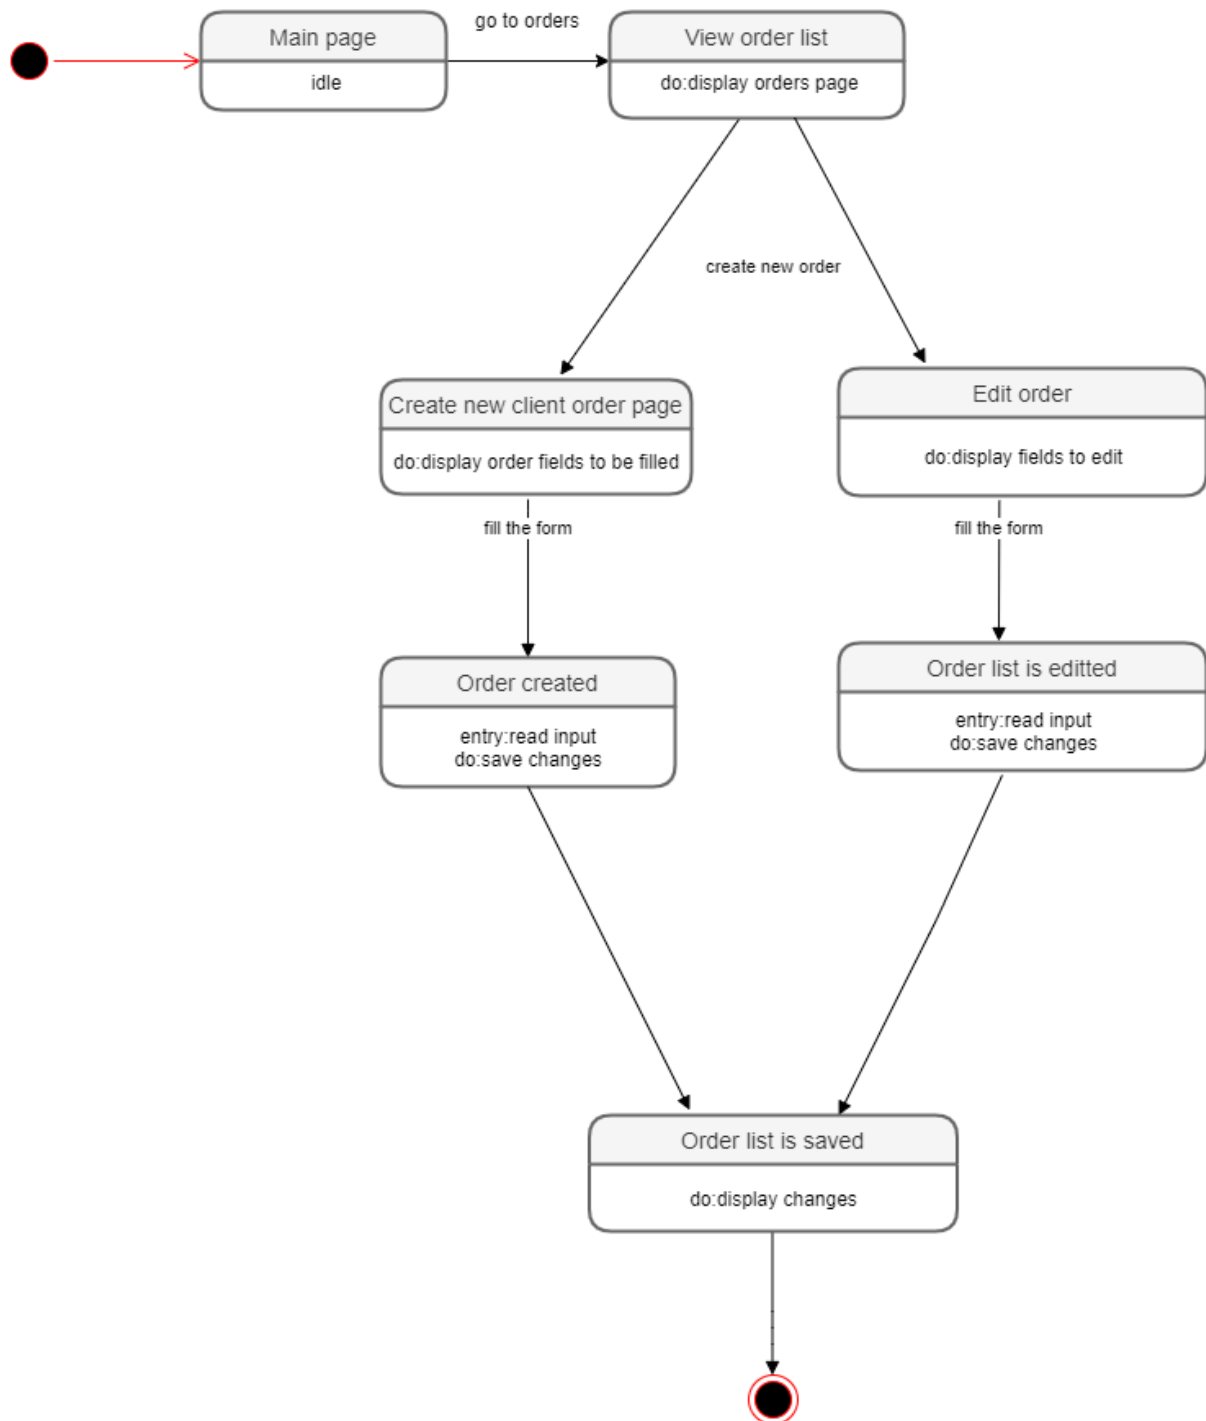 Main page
idle
go to orders
View order list
do:display orders page
create new order
Create new client order page
do:display order fields to be filled
Edit order
do:display fields to edit
fill the form
fill the form
Order created
entry:read input
do:save changes
Order list is editted
entry:read input
do:save changes
Order list is saved
do:display changes